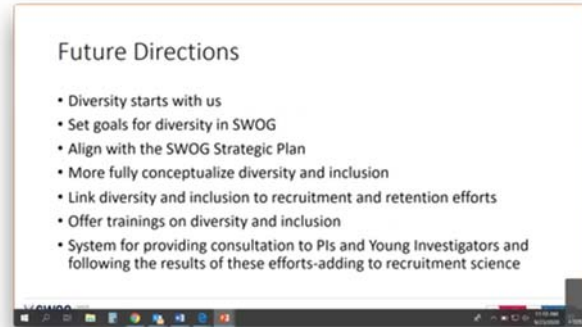 Future Directions
• Diversity starts with us
• Set goals for diversity in SWOG
• Align with the SWOG Strategic Plan
• More fully conceptualize diversity and inclusion
• Link diversity and inclusion to recruitment and retention efforts
• Offer trainings on diversity and inclusion
• System for providing consultation to PIs and Young Investigators and
following the results of these efforts-adding to recruitment science